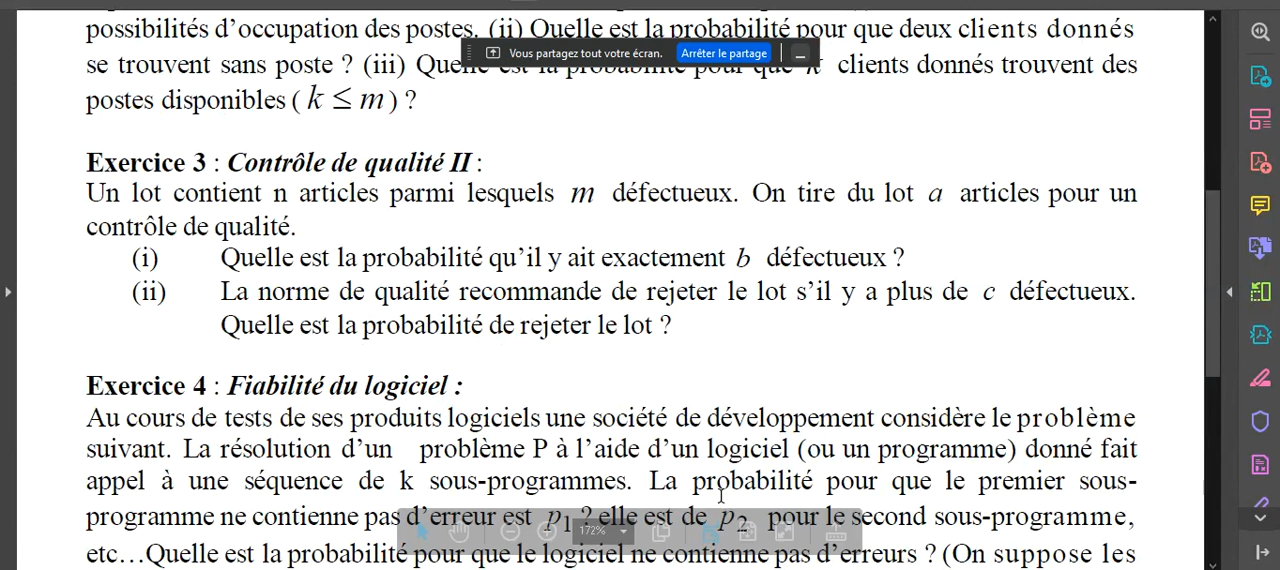 possibilités d'occupation des postes. (ii) Quelle est la probabilité pour que deux clients donnés
Vous partagez tout votre écran. Arrêter le partage
se trouvent sans poste ? (iii) Quelle est la probabilité pour que k clients donnés trouvent des
postes disponibles ( k ≤ m ) ?
Exercice 3 : Contrôle de qualité II :
Un lot contient n articles parmi lesquels m défectueux. On tire du lot a articles pour un
contrôle de qualité.
(i) Quelle est la probabilité qu'il y ait exactement b défectueux ?
(ii) La norme de qualité recommande de rejeter le lot s'il y a plus de c défectueux.
Quelle est la probabilité de rejeter le lot ?
Exercice 4 : Fiabilité du logiciel :
Au cours de tests de ses produits logiciels une société de développement considère le problème
suivant. La résolution d'un problème P à l'aide d'un logiciel (ou un programme) donné fait
appel à une séquence de k sous-programmes. La probabilité pour que le premier sous-
programme ne contienne pas d'erreur est p₁ ? elle est de p₂ pour le second sous-programme,
172%
etc…Quelle est la probabilité pour que le logiciel ne contienne pas d'erreurs ? (On suppose les